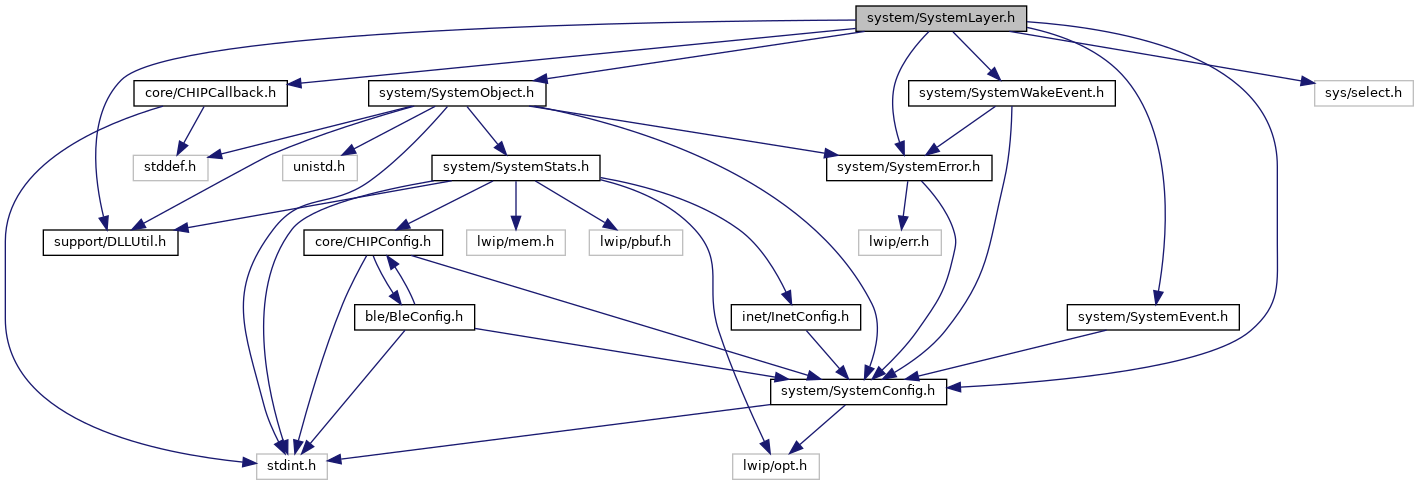 system/SystemLayer.h
core/CHIPCallback.h
system/SystemObject.h
system/SystemWakeEvent.h
sys/select.h
stddef.h
unistd.h
system/SystemStats.h
system/SystemError.h
support/DLLUtil.h
core/CHIPConfig.h
lwip/mem.h
lwip/pbuf.h
lwip/err.h
ble/BleConfig.h
inet/InetConfig.h
system/SystemEvent.h
system/SystemConfig.h
stdint.h
lwip/opt.h